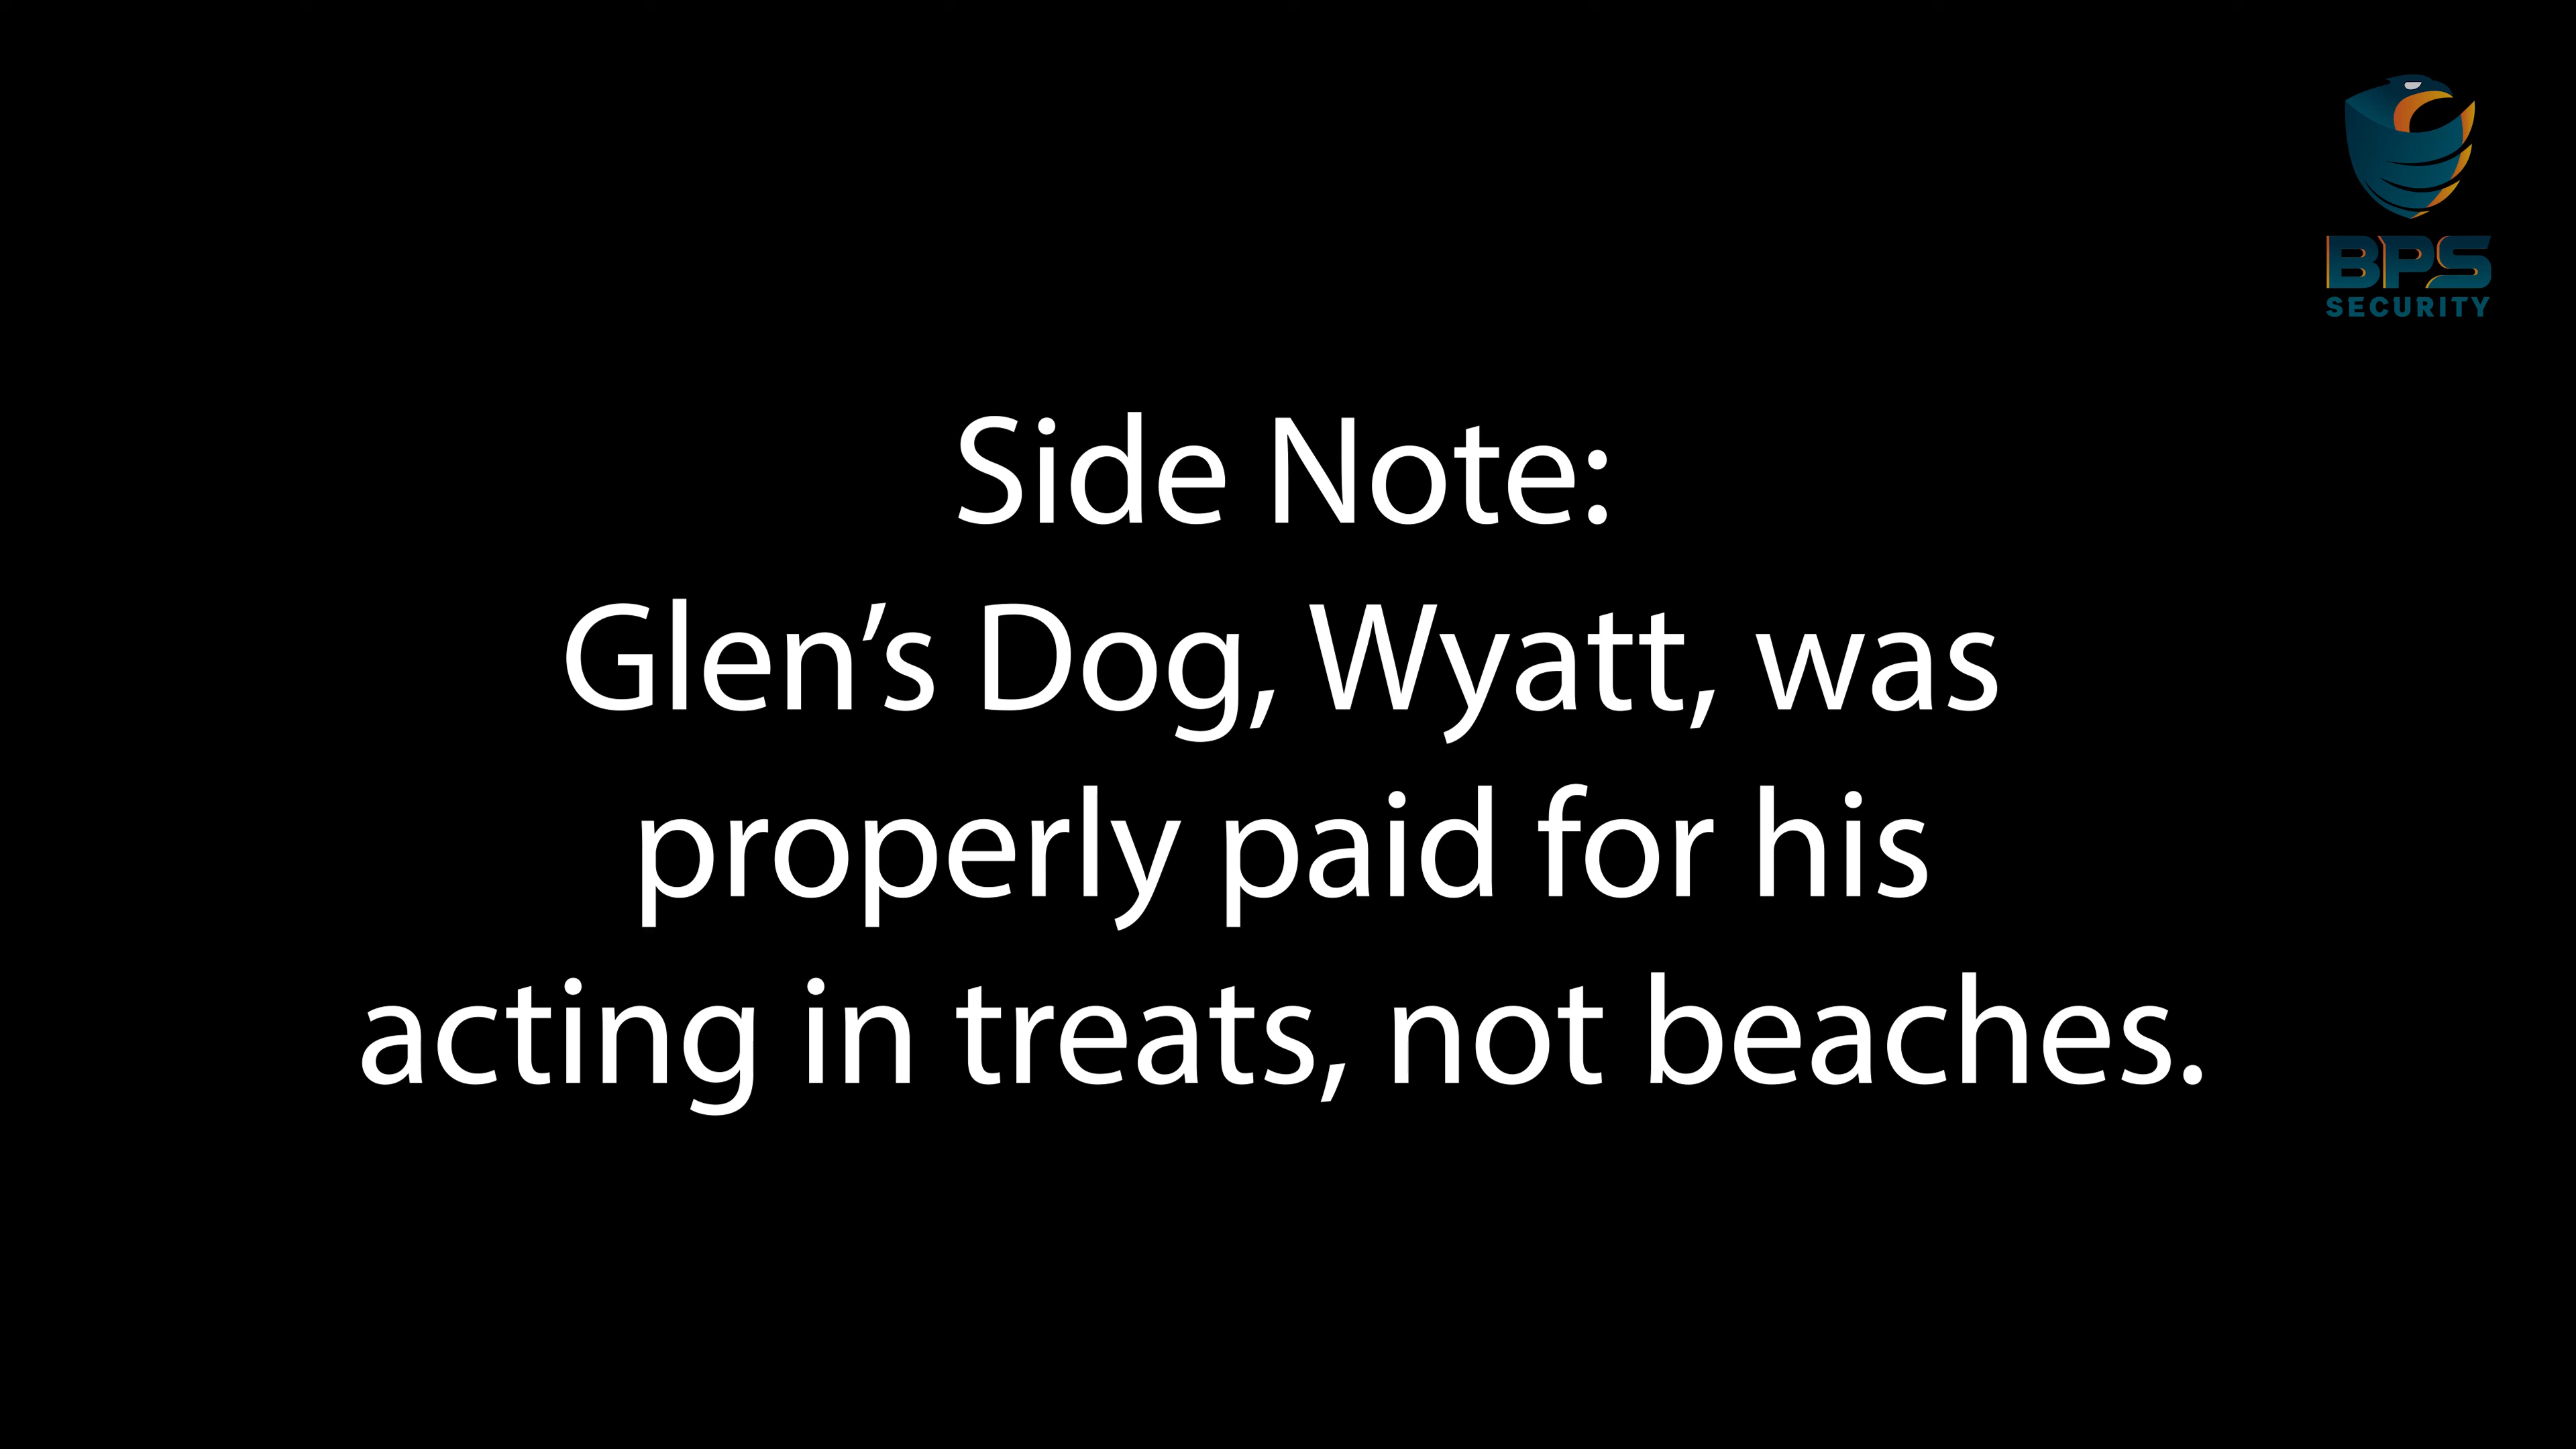 BPS
SECURITY
Side Note:
Glen’s Dog, Wyatt, was
properly paid for his
acting in treats, not beaches.